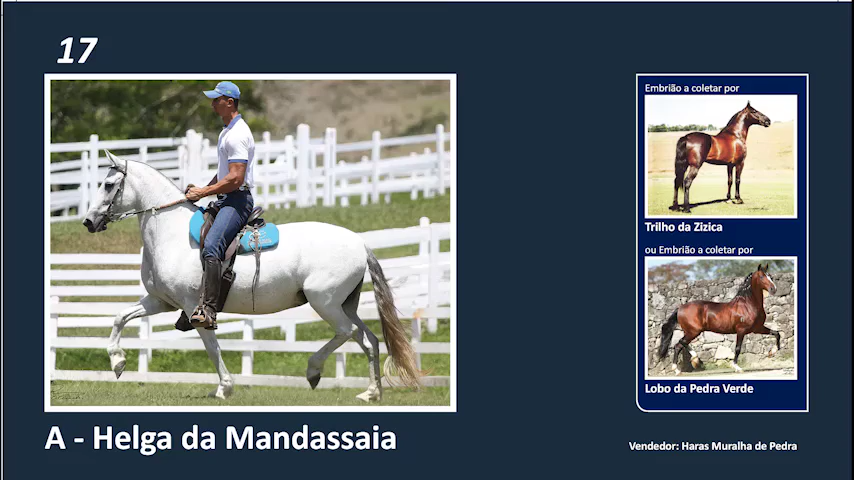 17
Embrião a coletar por
Trilho da Zizica
ou Embrião a coletar por
Lobo da Pedra Verde
A - Helga da Mandassaia
Vendedor: Haras Muralha de Pedra